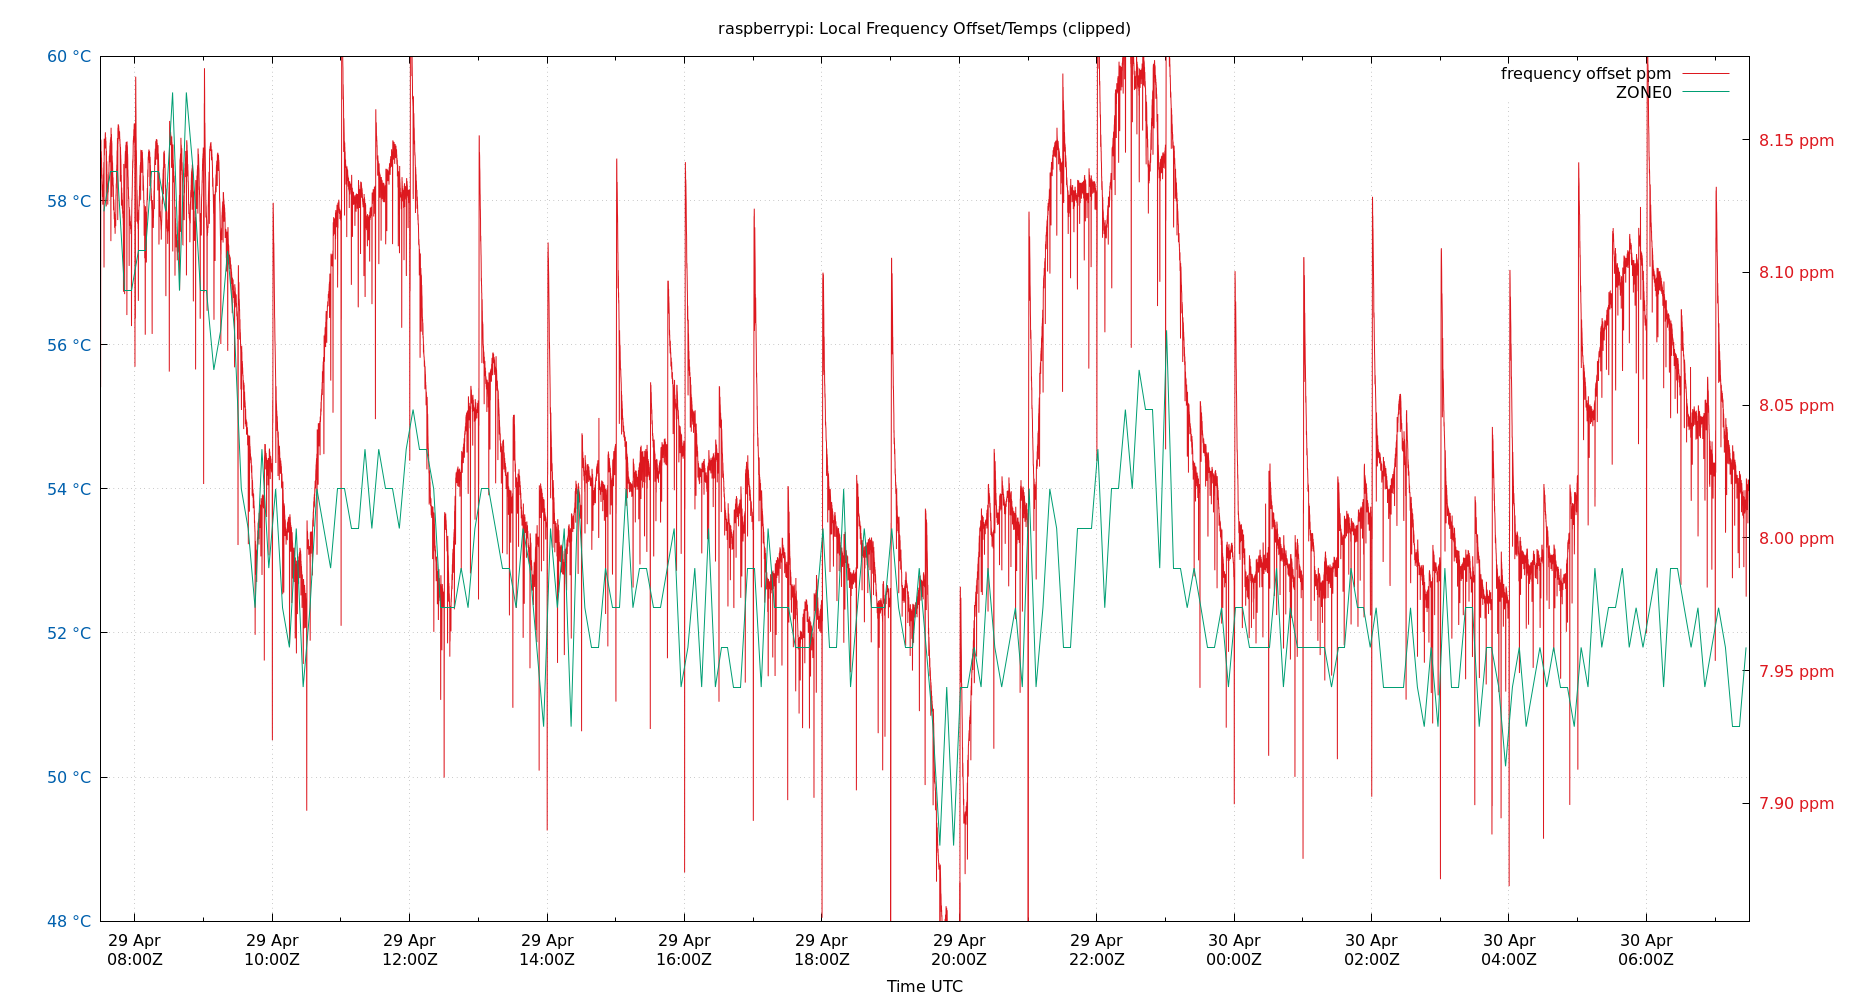 raspberrypi: Local Frequency Offset/Temps (clipped)
frequency offset ppm
ZONE0
60 °C
58 °C
56 °C
54 °C
52 °C
50 °C
48 °C
8.15 ppm
8.10 ppm
8.05 ppm
8.00 ppm
7.95 ppm
7.90 ppm
29 Apr
08:00Z
29 Apr
10:00Z
29 Apr
12:00Z
29 Apr
14:00Z
29 Apr
16:00Z
29 Apr
18:00Z
29 Apr
20:00Z
29 Apr
22:00Z
30 Apr
00:00Z
30 Apr
02:00Z
30 Apr
04:00Z
30 Apr
06:00Z
Time UTC